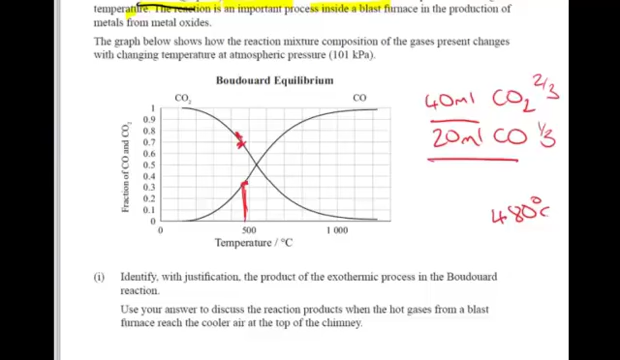 temperature. The reaction is an important process inside a blast furnace in the production of
metals from metal oxides.
The graph below shows how the reaction mixture composition of the gases present changes
with changing temperature at atmospheric pressure (101 kPa).
Boudouard Equilibrium
CO₂ CO
Fraction of CO and CO₂
1
0.9
0.8
0.7
0.6
0.5
0.4
0.3
0.2
0.1
0
0 500 1 000
Temperature / °C
40ml CO₂ 2/3
20ml CO 1/3
480°C
(i) Identify, with justification, the product of the exothermic process in the Boudouard
reaction.
Use your answer to discuss the reaction products when the hot gases from a blast
furnace reach the cooler air at the top of the chimney.